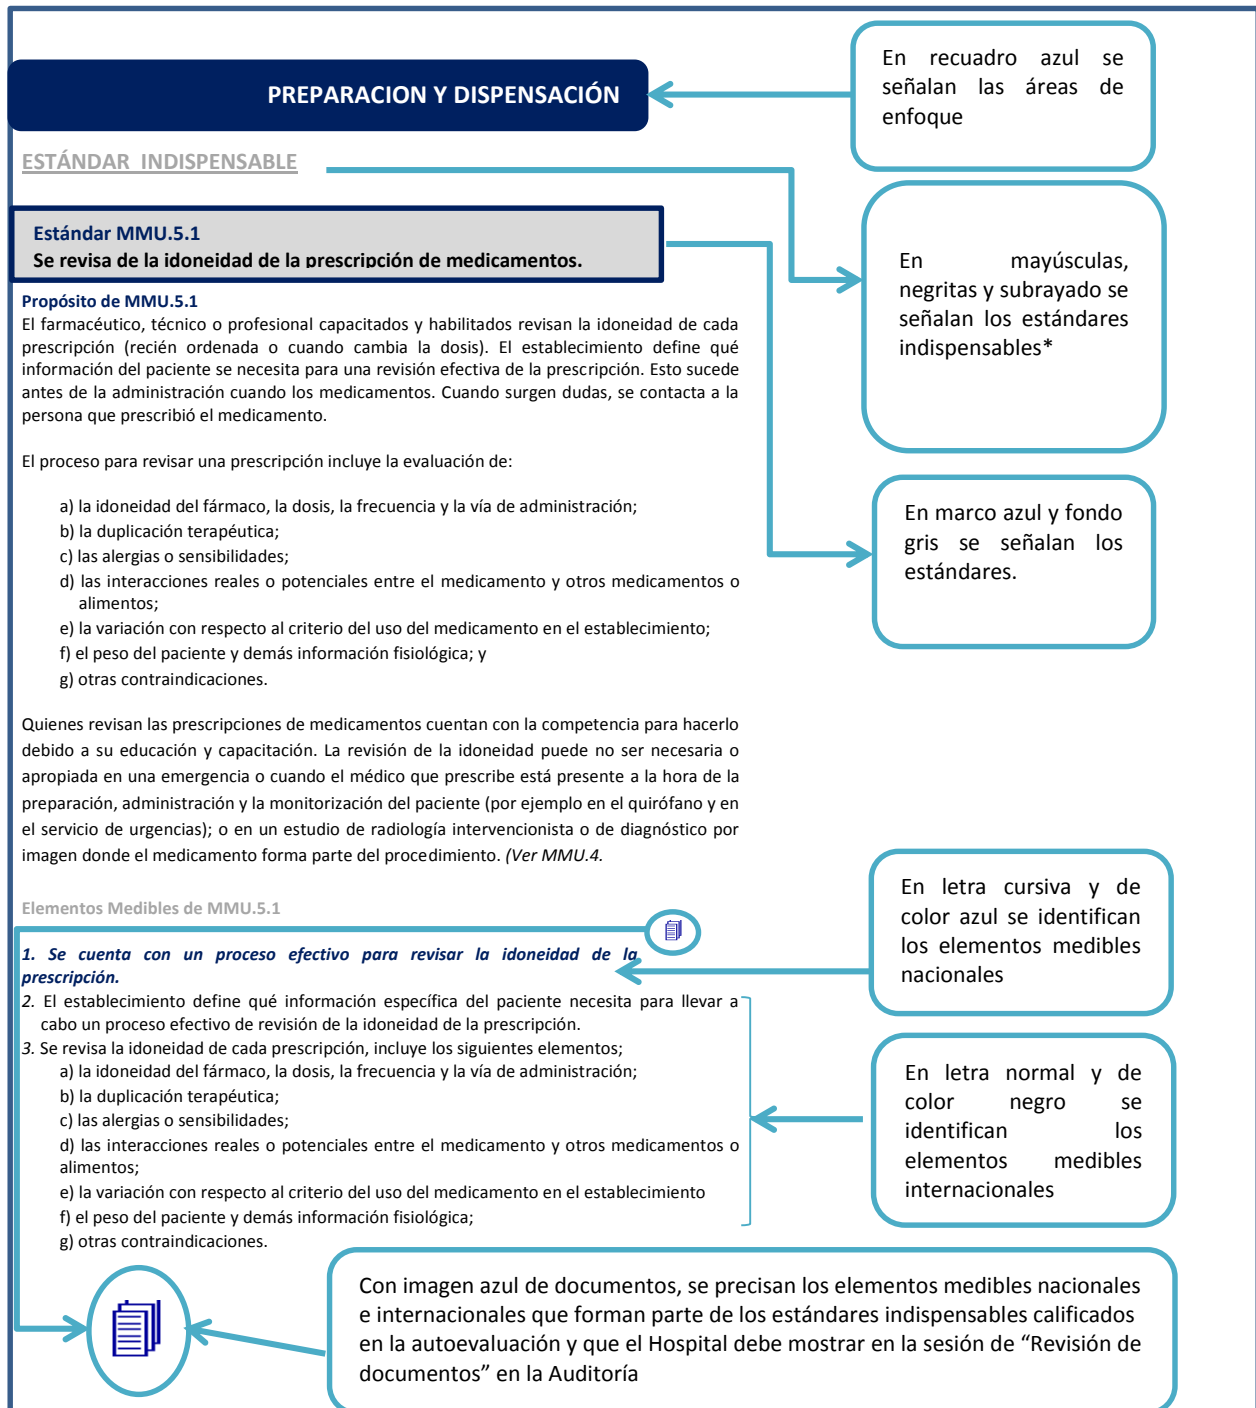 PREPARACION Y DISPENSACIÓN
En recuadro azul se
señalan las áreas de
enfoque
ESTÁNDAR INDISPENSABLE
En mayúsculas,
negritas y subrayado se
señalan los estándares
indispensables*
Estándar MMU.5.1
Se revisa de la idoneidad de la prescripción de medicamentos.
En marco azul y fondo
gris se señalan los
estándares.
Propósito de MMU.5.1
El farmacéutico, técnico o profesional capacitados y habilitados revisan la idoneidad de cada
prescripción (recién ordenada o cuando cambia la dosis). El establecimiento define qué
información del paciente se necesita para una revisión efectiva de la prescripción. Esto sucede
antes de la administración cuando los medicamentos. Cuando surgen dudas, se contacta a la
persona que prescribió el medicamento.
El proceso para revisar una prescripción incluye la evaluación de:
a) la idoneidad del fármaco, la dosis, la frecuencia y la vía de administración;
b) la duplicación terapéutica;
c) las alergias o sensibilidades;
d) las interacciones reales o potenciales entre el medicamento y otros medicamentos o
alimentos;
e) la variación con respecto al criterio del uso del medicamento en el establecimiento;
f) el peso del paciente y demás información fisiológica; y
g) otras contraindicaciones.
Quienes revisan las prescripciones de medicamentos cuentan con la competencia para hacerlo
debido a su educación y capacitación. La revisión de la idoneidad puede no ser necesaria o
apropiada en una emergencia o cuando el médico que prescribe está presente a la hora de la
preparación, administración y la monitorización del paciente (por ejemplo en el quirófano y en
el servicio de urgencias); o en un estudio de radiología intervencionista o de diagnóstico por
imagen donde el medicamento forma parte del procedimiento. (Ver MMU.4.
Elementos Medibles de MMU.5.1
1. Se cuenta con un proceso efectivo para revisar la idoneidad de la
prescripción.
En letra cursiva y de
color azul se identifican
los elementos medibles
nacionales
2. El establecimiento define qué información específica del paciente necesita para llevar a
cabo un proceso efectivo de revisión de la idoneidad de la prescripción.
3. Se revisa la idoneidad de cada prescripción, incluye los siguientes elementos;
a) la idoneidad del fármaco, la dosis, la frecuencia y la vía de administración;
b) la duplicación terapéutica;
c) las alergias o sensibilidades;
d) las interacciones reales o potenciales entre el medicamento y otros medicamentos o
alimentos;
e) la variación con respecto al criterio del uso del medicamento en el establecimiento
f) el peso del paciente y demás información fisiológica;
g) otras contraindicaciones.
En letra normal y de
color negro se
identifican los
elementos medibles
internacionales
Con imagen azul de documentos, se precisan los elementos medibles nacionales
e internacionales que forman parte de los estándares indispensables calificados
en la autoevaluación y que el Hospital debe mostrar en la sesión de “Revisión de
documentos” en la Auditoría